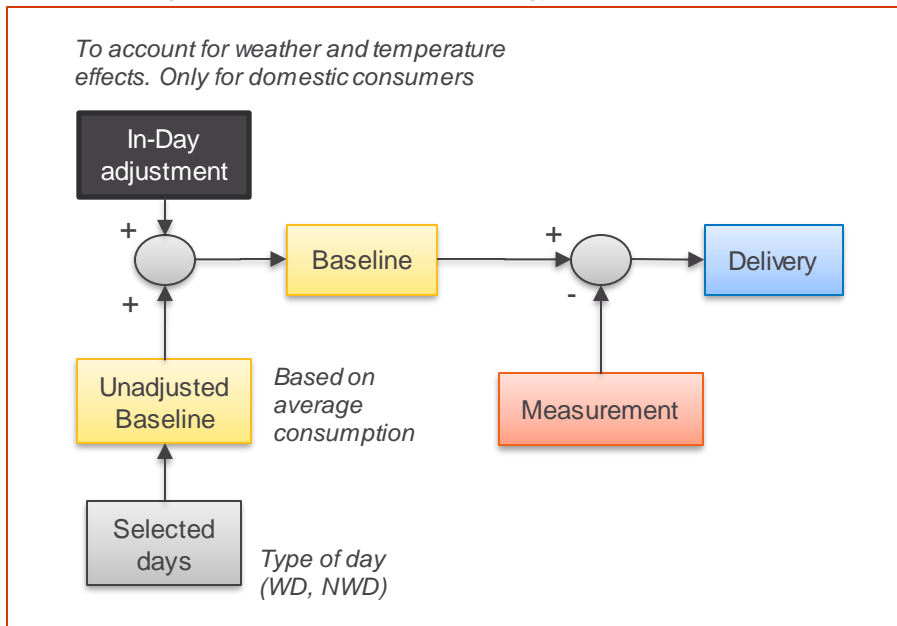 To account for weather and temperature
effects. Only for domestic consumers
In-Day
adjustment
+
+
Baseline
+
-
Delivery
Unadjusted
Baseline
Based on
average
consumption
Measurement
Selected
days
Type of day
(WD, NWD)